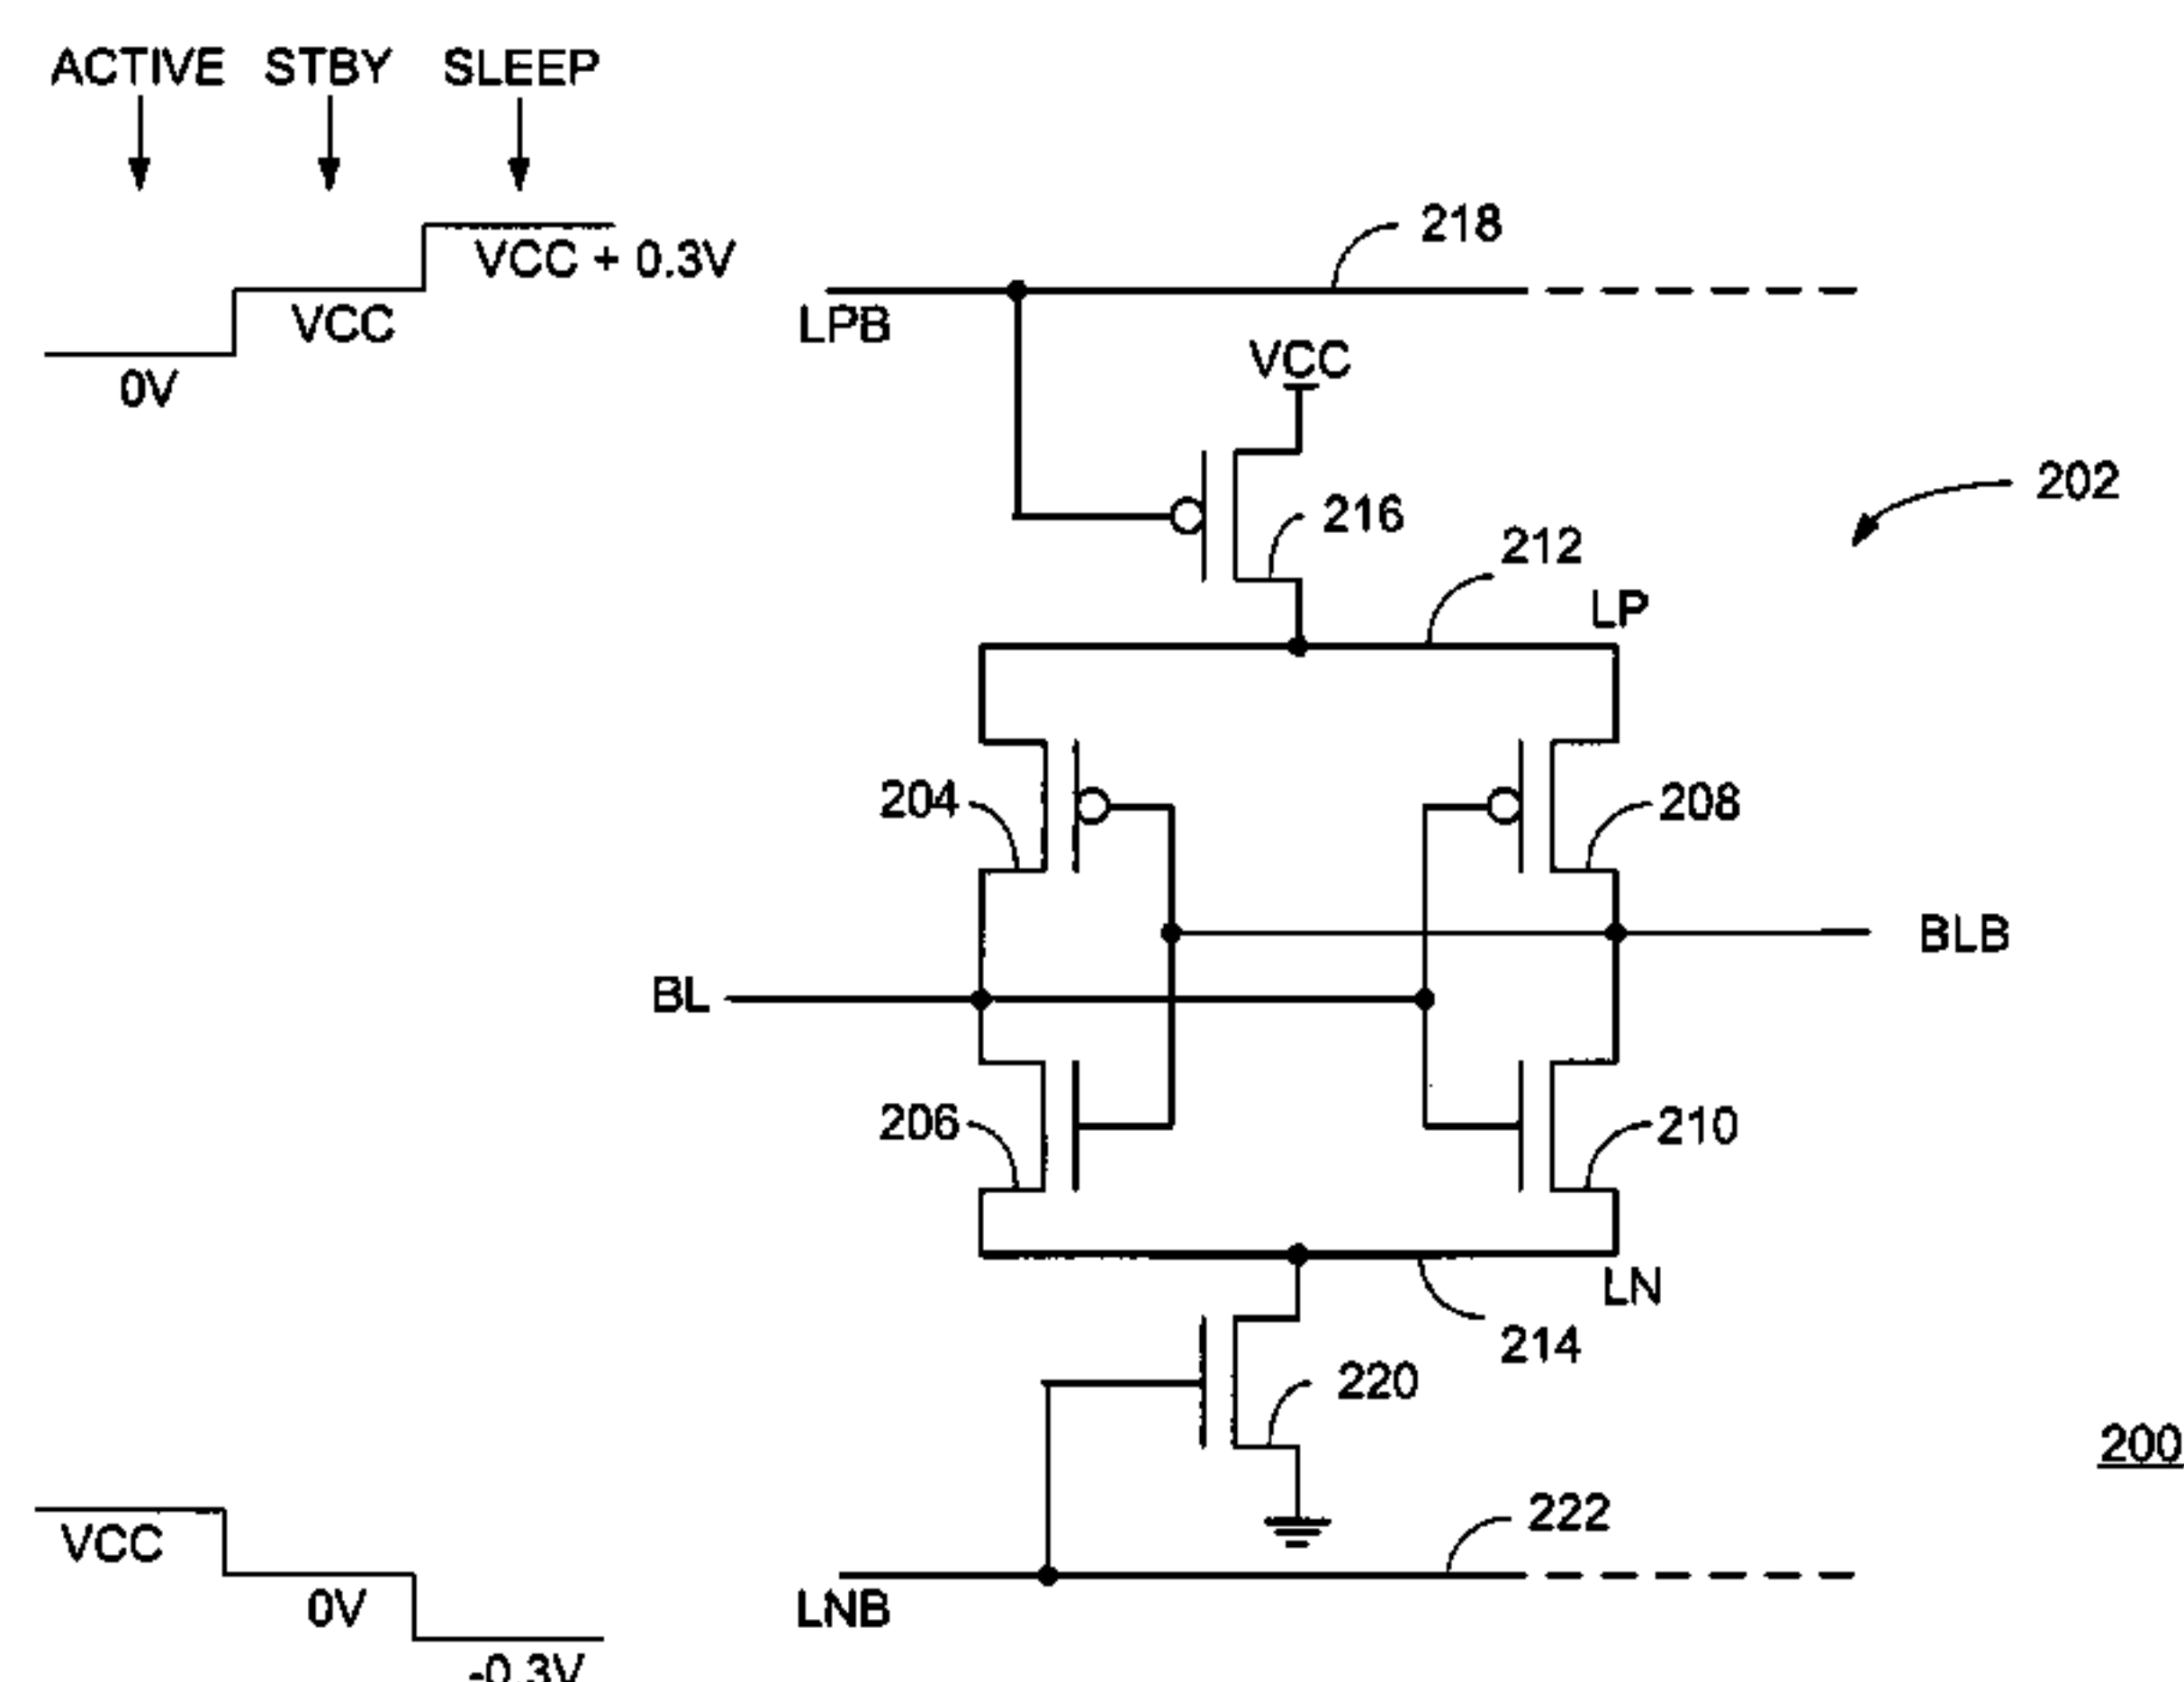 ACTIVE STBY SLEEP
218
VCC + 0.3V
VCC
LPB
0V
VCC
202
216
212
LP
204
208
BLB
BL
206
210
LN
214
220
200
222
VCC
0V
LNB
-0.3V